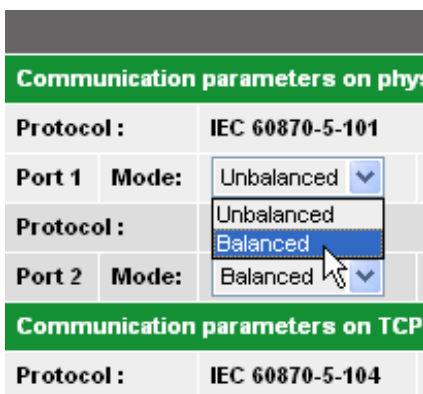 Communication parameters on phys
Protocol : IEC 60870-5-101
Port 1 Mode: Unbalanced
Unbalanced
Protocol :
Balanced
Port 2 Mode: Balanced
Communication parameters on TCP
Protocol : IEC 60870-5-104